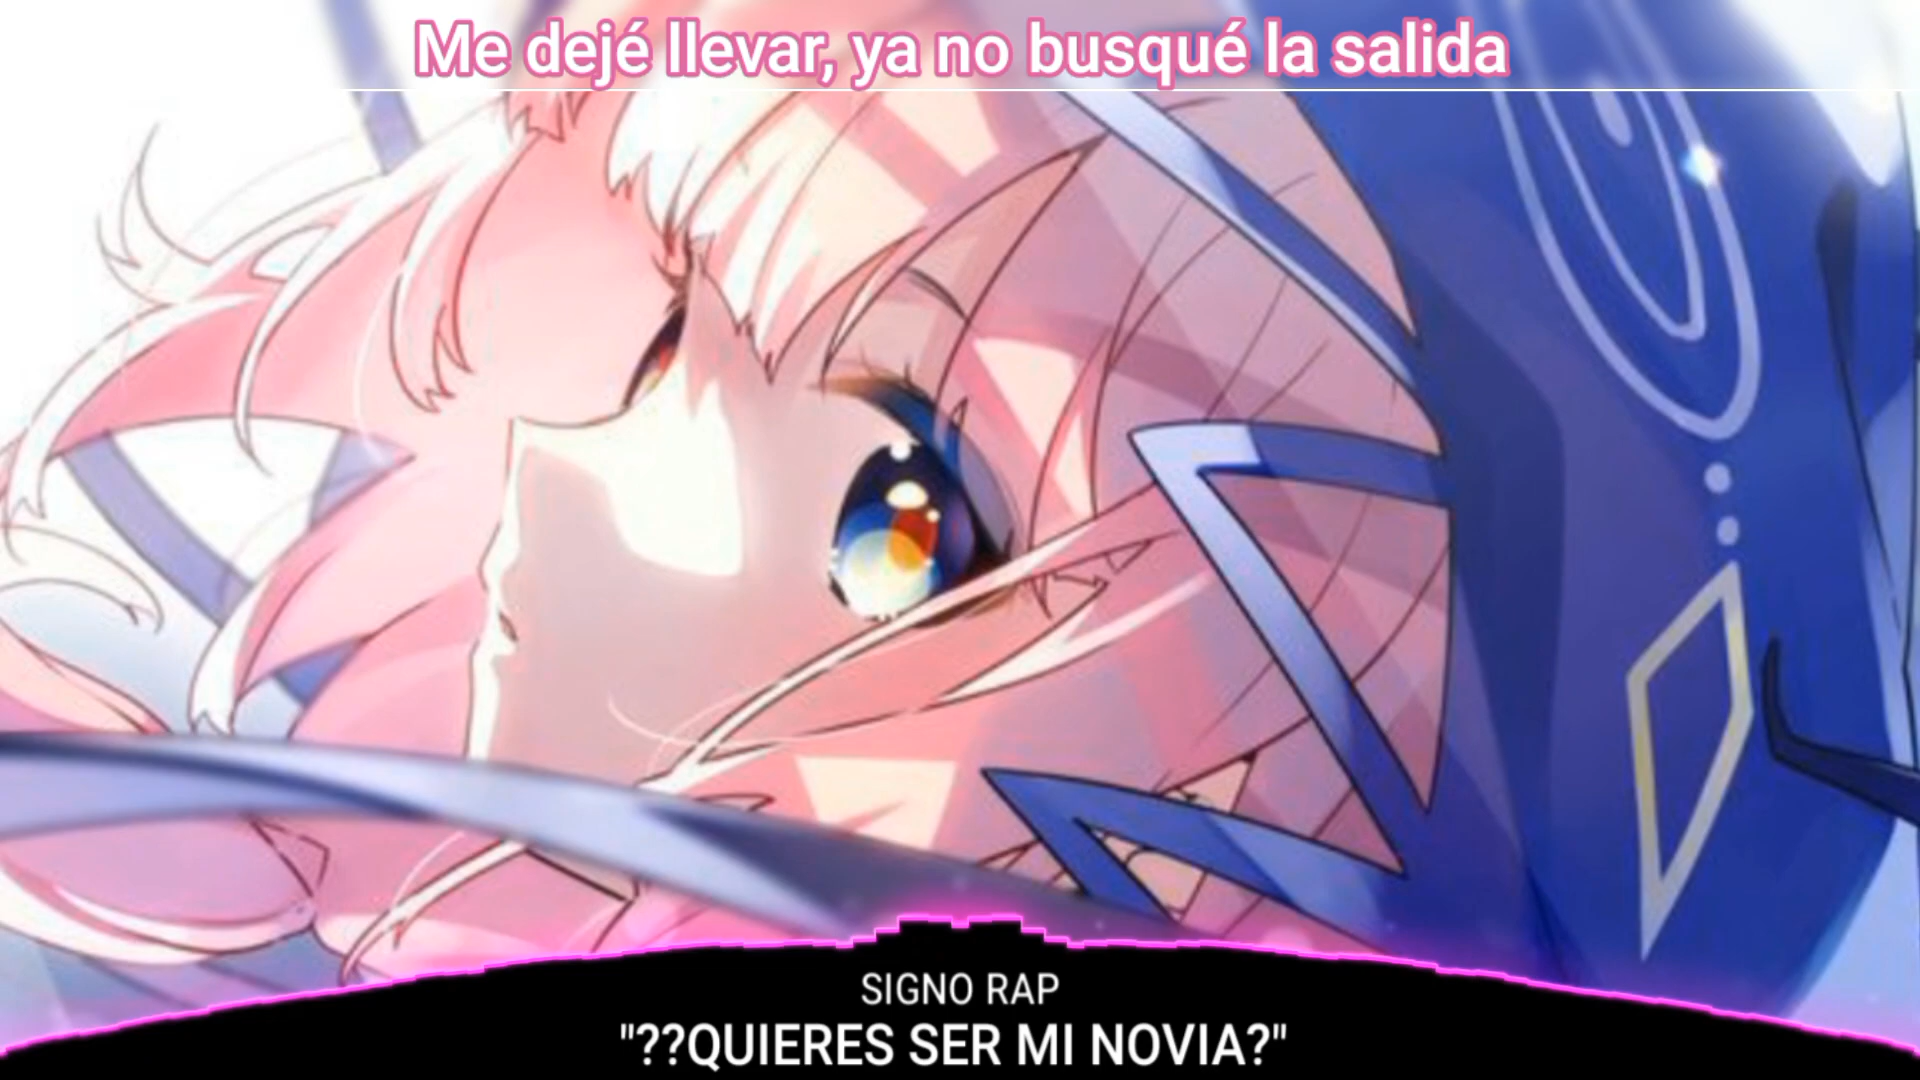 Me dejé llevar, ya no busqué la salida
SIGNO RAP
"??QUIERES SER MI NOVIA?"